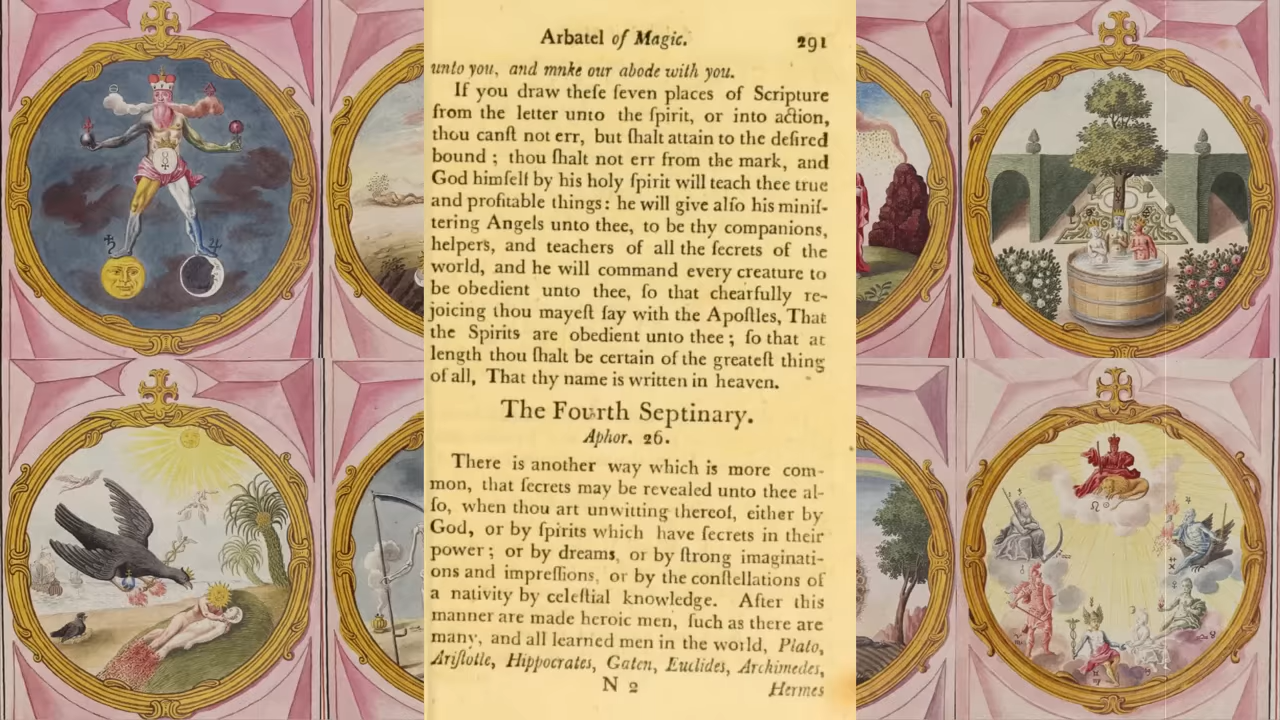 Arbatel of Magic. 291
unto you, and mnke our abode with you.
If you draw theſe ſeven places of Scripture
from the letter unto the ſpirit, or into action,
thou canſt not err, but ſhalt attain to the deſired
bound ; thou ſhalt not err from the mark, and
God himſelf by his holy ſpirit will teach thee true
and profitable things: he will give alſo his miniſ-
tering Angels unto thee, to be thy companions,
helpers, and teachers of all the ſecrets of the
world, and he will command every creature to
be obedient unto thee, ſo that chearfully re-
joicing thou mayeſt ſay with the Apoſtles, That
the Spirits are obedient unto thee ; ſo that at
length thou ſhalt be certain of the greateſt thing
of all, That thy name is written in heaven.
The Fourth Septinary.
Aphor. 26.
There is another way which is more com-
mon, that ſecrets may be revealed unto thee al-
ſo, when thou art unwitting thereof, either by
God, or by ſpirits which have ſecrets in their
power ; or by dreams, or by ſtrong imaginati-
ons and impreſſions, or by the conſtellations of
a nativity by celeſtial knowledge. After this
manner are made heroic men, ſuch as there are
many, and all learned men in the world, Plato,
Ariſtotle, Hippocrates, Galen, Euclides, Archimedes,
N 2 Hermes